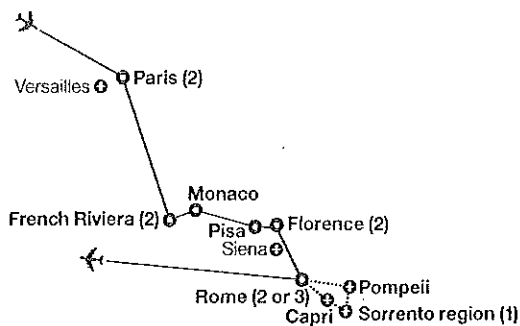 Paris (2)
Versailles
Monaco
French Riviera (2)
Florence (2)
Pisa
Siena
Rome (2 or 3)
Pompeii
Capri
Sorrento region (1)